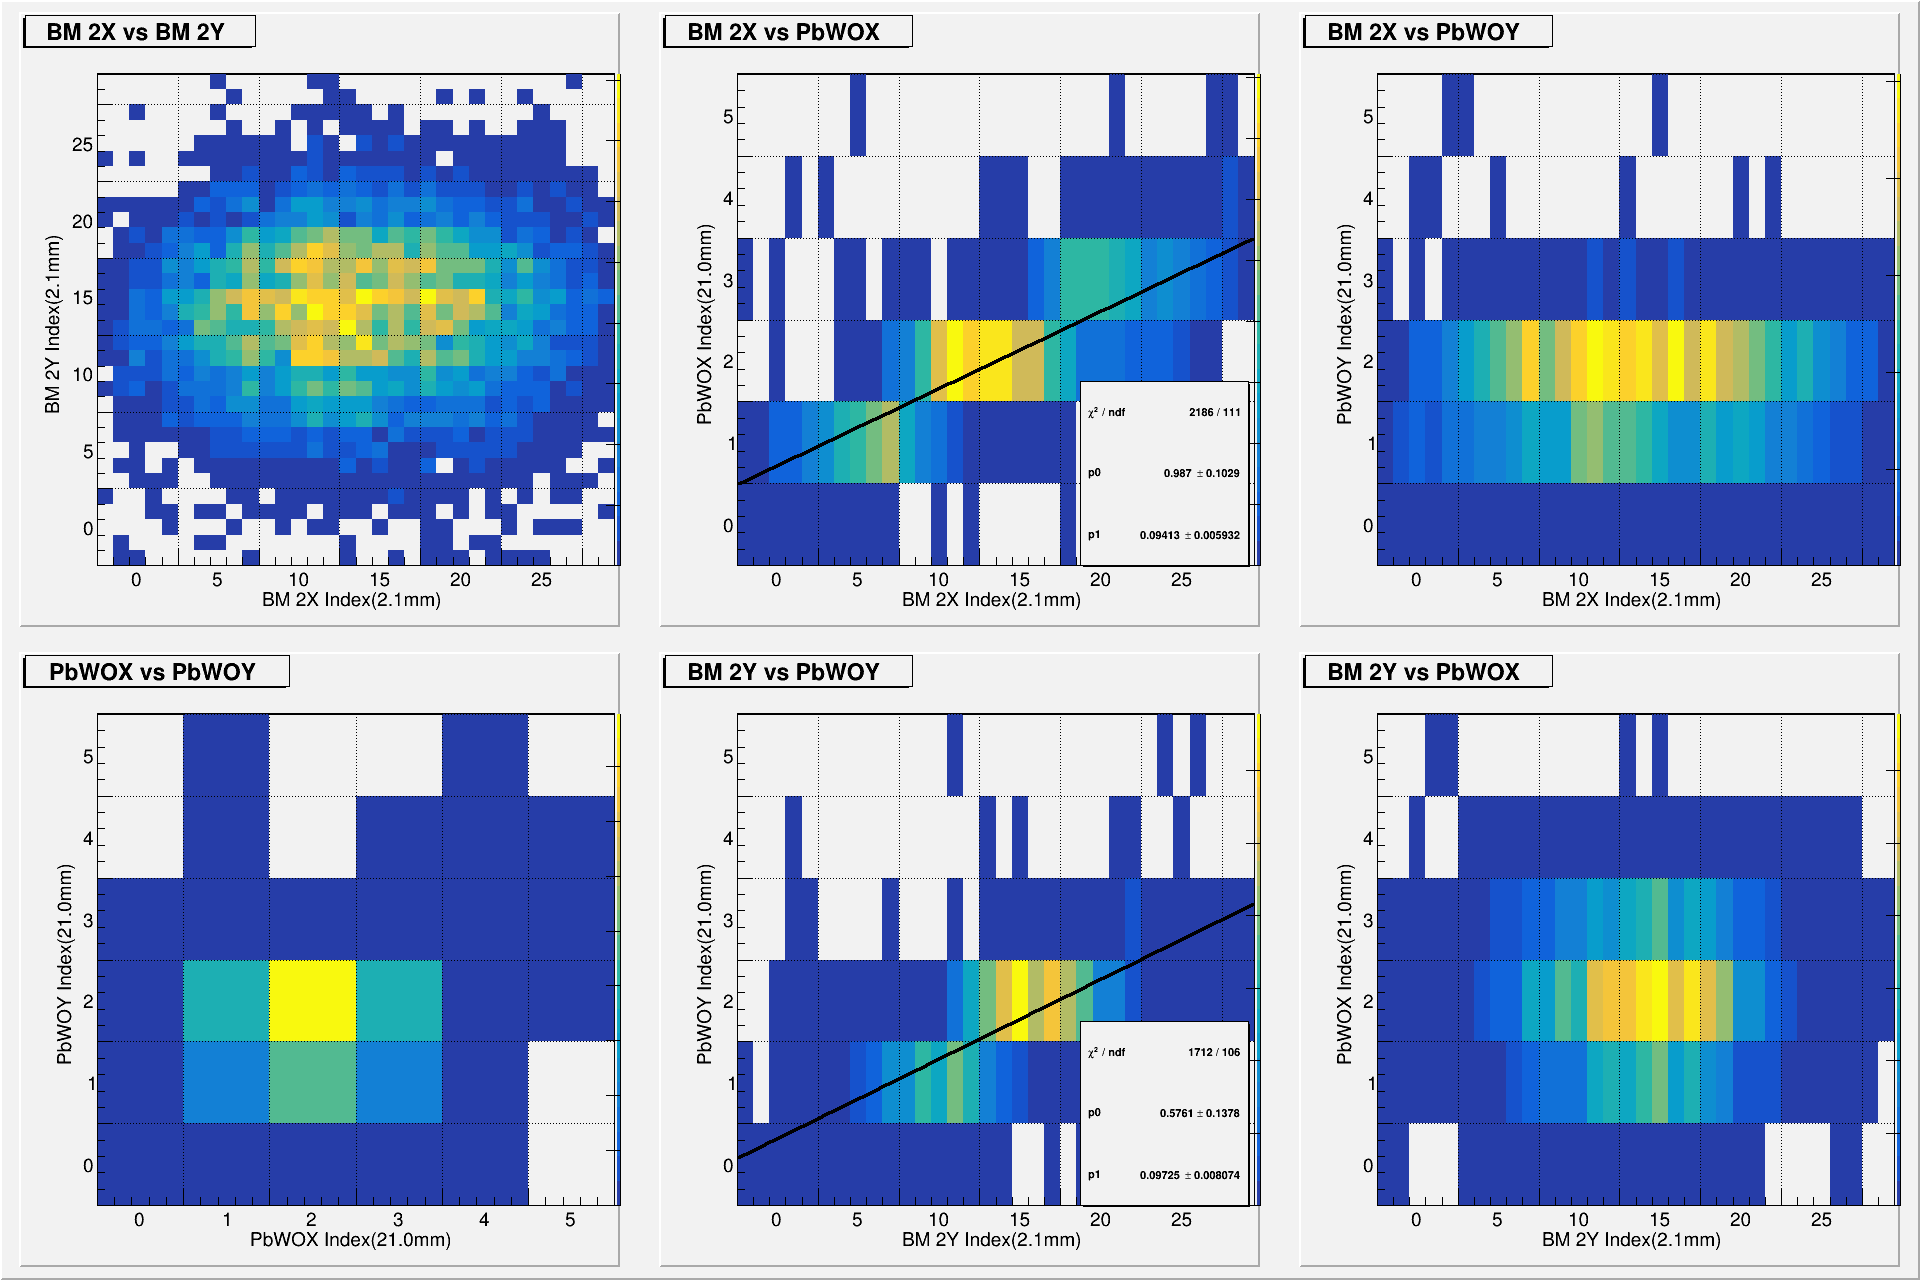 BM 2X vs BM 2Y
BM 2Y Index(2.1mm)
25
20
15
10
5
0
0 5 10 15 20 25
BM 2X Index(2.1mm)
BM 2X vs PbWOX
PbWOX Index(21.0mm)
5
4
3
2
1
0
χ² / ndf 2186 / 111
p0 0.987 ± 0.1029
p1 0.09413 ± 0.005932
0 5 10 15 20 25
BM 2X Index(2.1mm)
BM 2X vs PbWOY
PbWOY Index(21.0mm)
5
4
3
2
1
0
0 5 10 15 20 25
BM 2X Index(2.1mm)
PbWOX vs PbWOY
PbWOY Index(21.0mm)
5
4
3
2
1
0
0 1 2 3 4 5
PbWOX Index(21.0mm)
BM 2Y vs PbWOY
PbWOY Index(21.0mm)
5
4
3
2
1
0
χ² / ndf 1712 / 106
p0 0.5761 ± 0.1378
p1 0.09725 ± 0.008074
0 5 10 15 20 25
BM 2Y Index(2.1mm)
BM 2Y vs PbWOX
PbWOX Index(21.0mm)
5
4
3
2
1
0
0 5 10 15 20 25
BM 2Y Index(2.1mm)